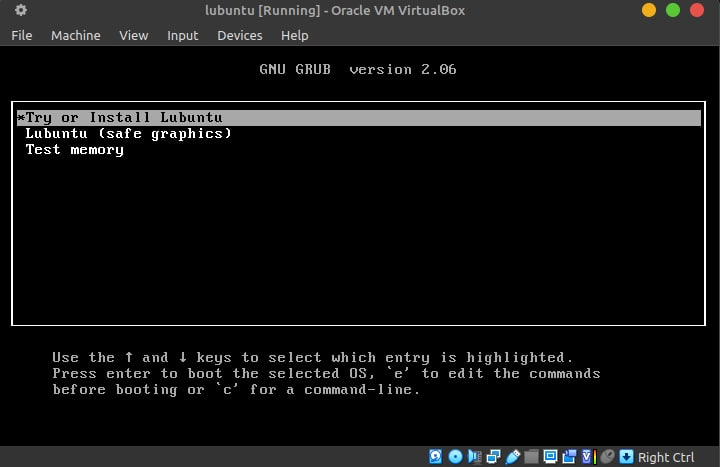 lubuntu [Running] - Oracle VM VirtualBox
File Machine View Input Devices Help
GNU GRUB version 2.06
*Try or Install Lubuntu
Lubuntu (safe graphics)
Test memory
Use the ↑ and ↓ keys to select which entry is highlighted.
Press enter to boot the selected OS, `e' to edit the commands
before booting or `c' for a command-line.
Right Ctrl